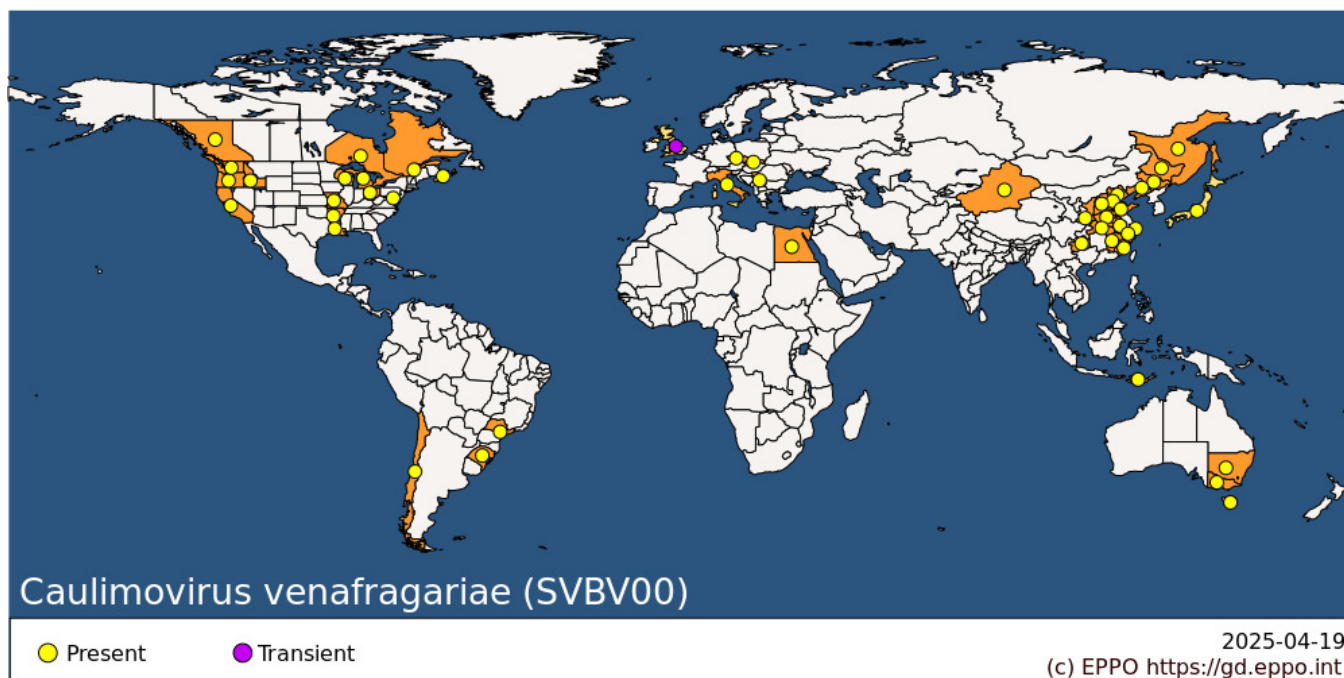 Caulimovirus venafragariae (SVBV00)
Present
Transient
2025-04-19
(c) EPPO https://gd.eppo.int